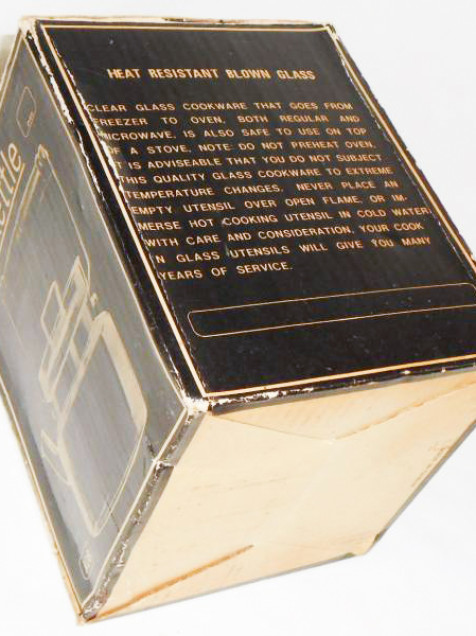 HEAT RESISTANT BLOWN GLASS
CLEAR GLASS COOKWARE THAT GOES FROM
FREEZER TO OVEN, BOTH REGULAR AND
MICROWAVE, IS ALSO SAFE TO USE ON TOP
OF A STOVE. NOTE: DO NOT PREHEAT OVEN.
IT IS ADVISEABLE THAT YOU DO NOT SUBJECT
THIS QUALITY GLASS COOKWARE TO EXTREME
TEMPERATURE CHANGES. NEVER PLACE AN
EMPTY UTENSIL OVER OPEN FLAME, OR IM-
MERSE HOT COOKING UTENSIL IN COLD WATER
WITH CARE AND CONSIDERATION, YOUR COOK
N GLASS UTENSILS WILL GIVE YOU MANY
YEARS OF SERVICE.
ettle